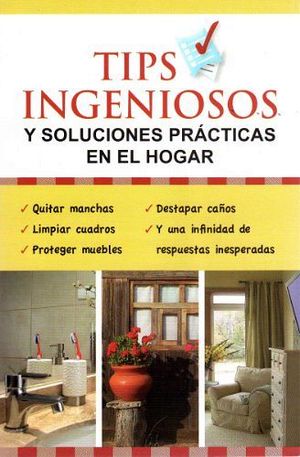 TIPS
INGENIOSOS
Y SOLUCIONES PRÁCTICAS
EN EL HOGAR
✓ Quitar manchas
✓ Limpiar cuadros
✓ Proteger muebles
✓ Destapar caños
✓ Y una infinidad de
respuestas inesperadas